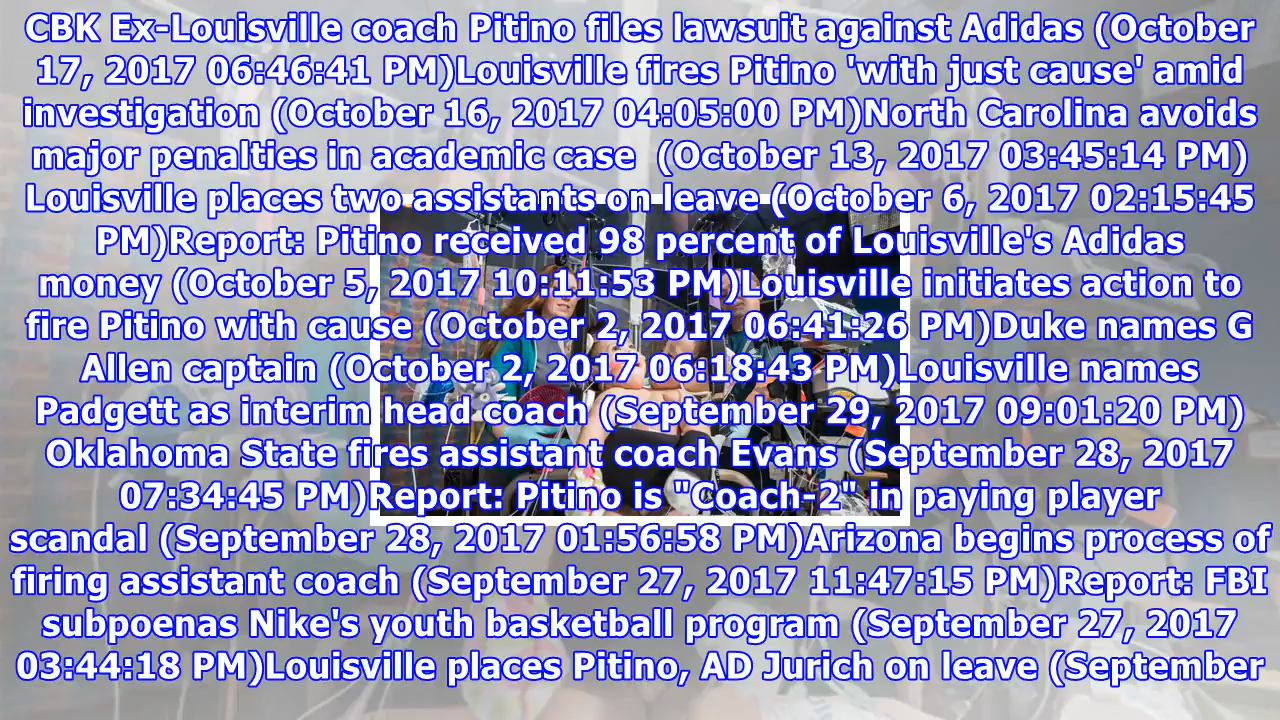 CBK Ex-Louisville coach Pitino files lawsuit against Adidas (October
17, 2017 06:46:41 PM)Louisville fires Pitino 'with just cause' amid
investigation (October 16, 2017 04:05:00 PM)North Carolina avoids
major penalties in academic case  (October 13, 2017 03:45:14 PM)
Louisville places two assistants on leave (October 6, 2017 02:15:45
PM)Report: Pitino received 98 percent of Louisville's Adidas
money (October 5, 2017 10:11:53 PM)Louisville initiates action to
fire Pitino with cause (October 2, 2017 06:41:26 PM)Duke names G
Allen captain (October 2, 2017 06:18:43 PM)Louisville names
Padgett as interim head coach (September 29, 2017 09:01:20 PM)
Oklahoma State fires assistant coach Evans (September 28, 2017
07:34:45 PM)Report: Pitino is "Coach-2" in paying player
scandal (September 28, 2017 01:56:58 PM)Arizona begins process of
firing assistant coach (September 27, 2017 11:47:15 PM)Report: FBI
subpoenas Nike's youth basketball program (September 27, 2017
03:44:18 PM)Louisville places Pitino, AD Jurich on leave (September